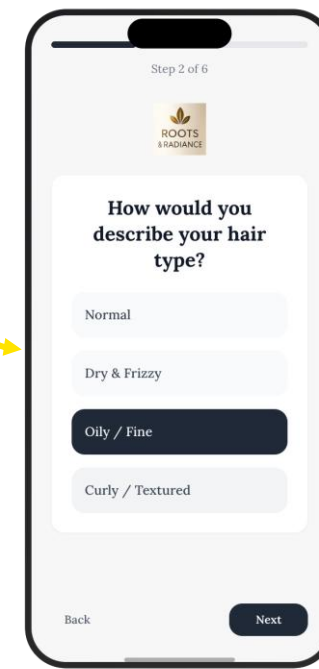 Step 2 of 6
ROOTS
& RADIANCE
How would you
describe your hair
type?
Normal
Dry & Frizzy
Oily / Fine
Curly / Textured
Back
Next